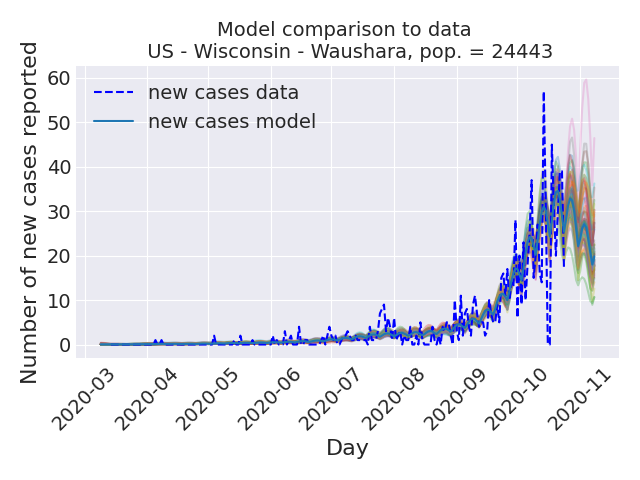 Model comparison to data
US - Wisconsin - Waushara, pop. = 24443
Number of new cases reported
60
50
40
30
20
10
0
new cases data
new cases model
2020-03
2020-04
2020-05
2020-06
2020-07
2020-08
2020-09
2020-10
2020-11
Day